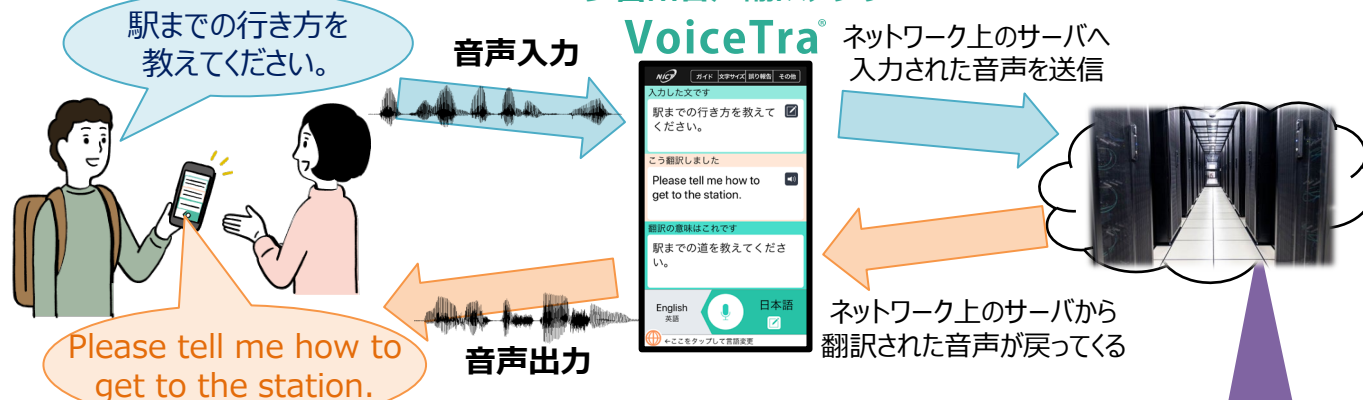 VoiceTra®
駅までの行き方を
教えてください。
音声入力
ネットワーク上のサーバへ
入力された音声を送信
NICT
ガイド 文字サイズ 誤り報告 その他
入力した文です
駅までの行き方を教えて
ください。
こう翻訳しました
Please tell me how to
get to the station.
翻訳の意味はこれです
駅までの道を教えてくださ
い。
English
英語
日本語
←ここをタップして言語変更
ネットワーク上のサーバから
翻訳された音声が戻ってくる
音声出力
Please tell me how to
get to the station.